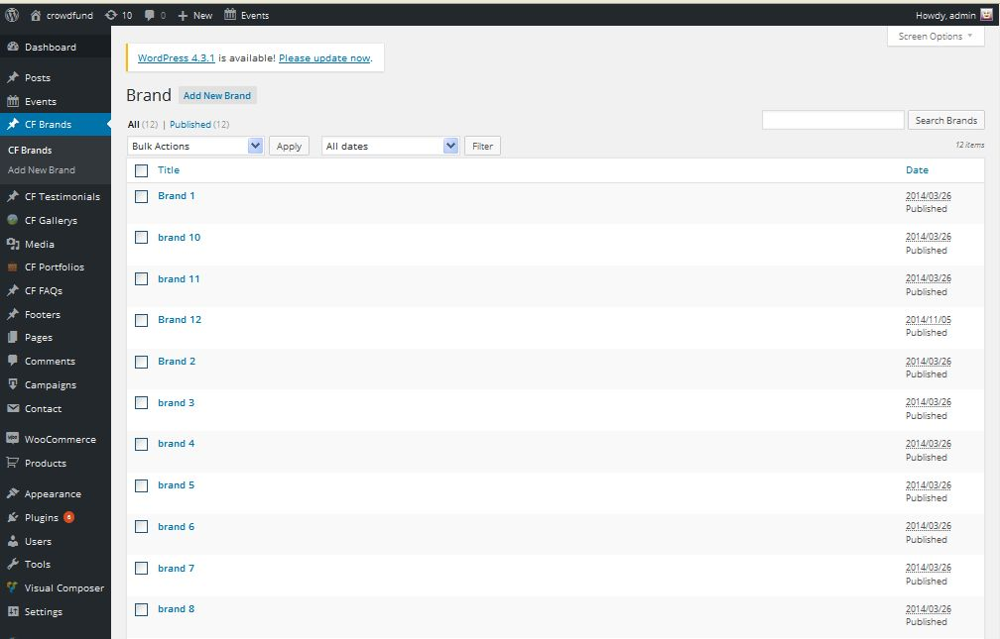 crowdfund 10 0 New Events Howdy, admin
Screen Options
Dashboard
Posts
Events
CF Brands
CF Brands
Add New Brand
CF Testimonials
CF Gallerys
Media
CF Portfolios
CF FAQs
Footers
Pages
Comments
Campaigns
Contact
WooCommerce
Products
Appearance
Plugins 6
Users
Tools
Visual Composer
Settings
WordPress 4.3.1 is available! Please update now.
Brand Add New Brand
All (12) | Published (12)
Search Brands
Bulk Actions Apply All dates Filter
12 items
Title Date
Brand 1 2014/03/26
Published
brand 10 2014/03/26
Published
brand 11 2014/03/26
Published
Brand 12 2014/11/05
Published
Brand 2 2014/03/26
Published
brand 3 2014/03/26
Published
brand 4 2014/03/26
Published
brand 5 2014/03/26
Published
brand 6 2014/03/26
Published
brand 7 2014/03/26
Published
brand 8 2014/03/26
Published